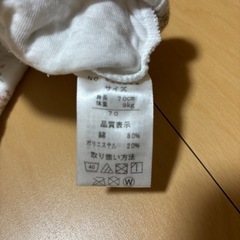 サイズ
身長 70cm
体重 9kg
70
品質表示
綿 80%
ポリエステル 20%
取り扱い方法
40
W